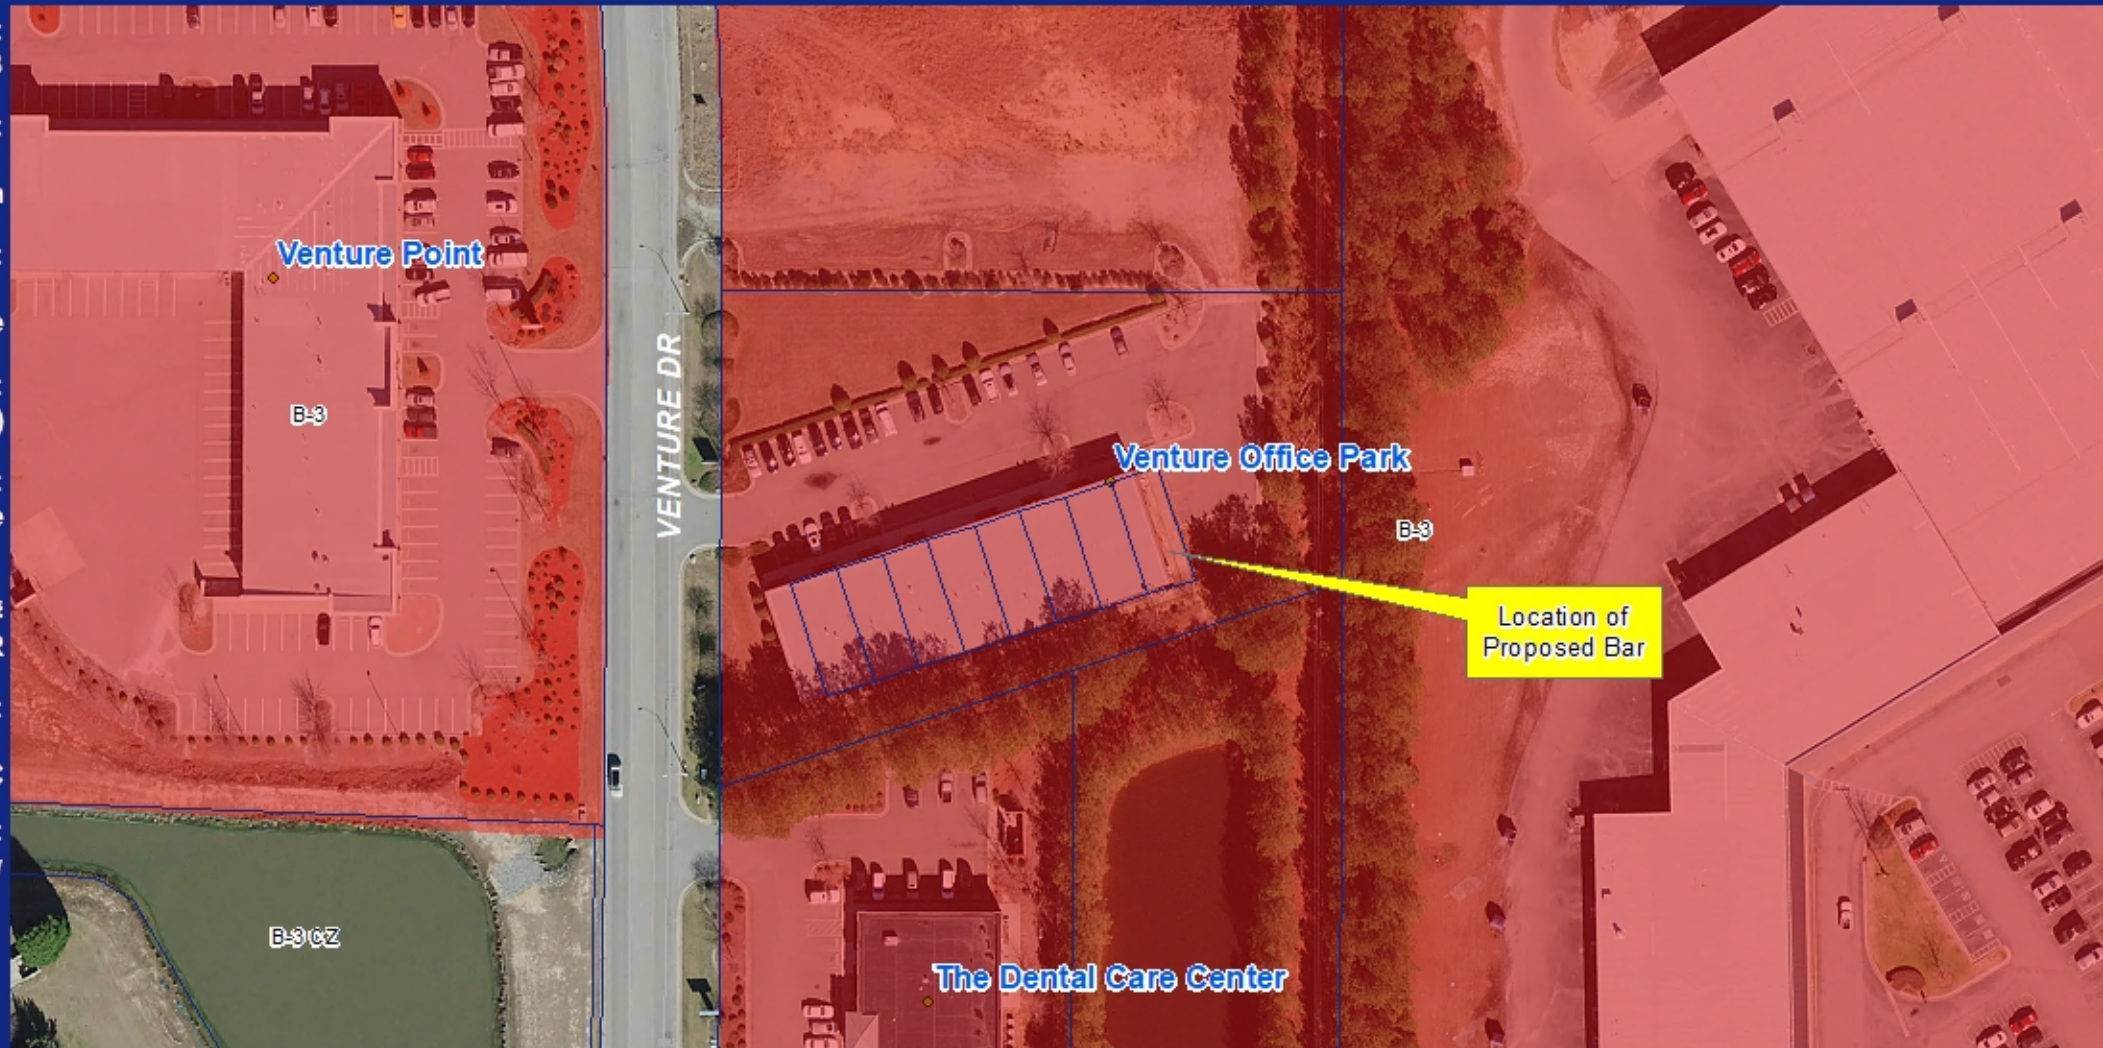 Venture Point
VENTURE DR
B-3
Venture Office Park
B-3
Location of
Proposed Bar
B-3 CZ
The Dental Care Center